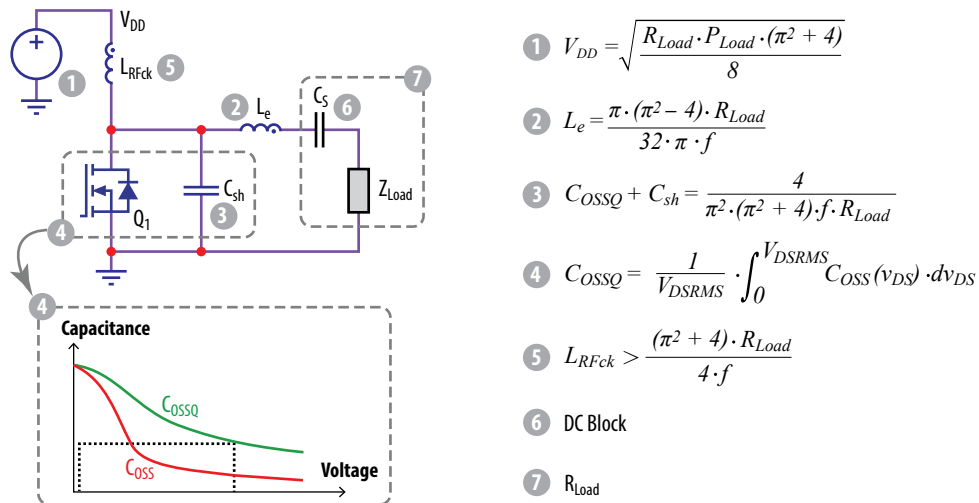 V_DD
+
1
L_RFck
5
7
2
L_e
C_S
6
Q_1
C_sh
3
Z_Load
4
4
Capacitance
C_OSSQ
C_OSS
Voltage
1 V_DD = √(R_Load · P_Load · (π² + 4) / 8)
2 L_e = π · (π² – 4) · R_Load / 32 · π · f
3 C_OSSQ + C_sh = 4 / π² · (π² + 4) · f · R_Load
4 C_OSSQ = 1 / V_DSRMS · ∫_0^V_DSRMS C_OSS (v_DS) · dv_DS
5 L_RFck > (π² + 4) · R_Load / 4 · f
6 DC Block
7 R_Load